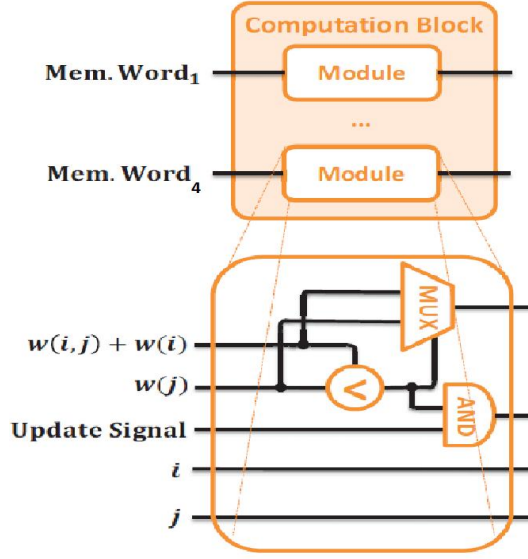 Computation Block
Mem. Word₁ Module
...
Mem. Word₄ Module
MUX
w(i,j) + w(i)
w(j) <
AND
Update Signal
i
j